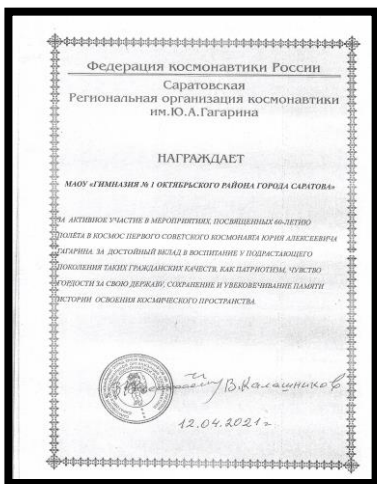 Федерация космонавтики России
Саратовская
Региональная организация космонавтики
им.Ю.А.Гагарина
НАГРАЖДАЕТ
МАОУ «ГИМНАЗИЯ № 1 ОКТЯБРЬСКОГО РАЙОНА ГОРОДА САРАТОВА»
ЗА АКТИВНОЕ УЧАСТИЕ В МЕРОПРИЯТИЯХ, ПОСВЯЩЕННЫХ 60-ЛЕТИЮ
ПОЛЁТА В КОСМОС ПЕРВОГО СОВЕТСКОГО КОСМОНАВТА ЮРИЯ АЛЕКСЕЕВИЧА
ГАГАРИНА. ЗА ДОСТОЙНЫЙ ВКЛАД В ВОСПИТАНИЕ У ПОДРАСТАЮЩЕГО
ПОКОЛЕНИЯ ТАКИХ ГРАЖДАНСКИХ КАЧЕСТВ, КАК ПАТРИОТИЗМ, ЧУВСТВО
ГОРДОСТИ ЗА СВОЮ ДЕРЖАВУ, СОХРАНЕНИЕ И УВЕКОВЕЧИВАНИЕ ПАМЯТИ
ИСТОРИИ ОСВОЕНИЯ КОСМИЧЕСКОГО ПРОСТРАНСТВА.
В.Калашников
12.04.2021г